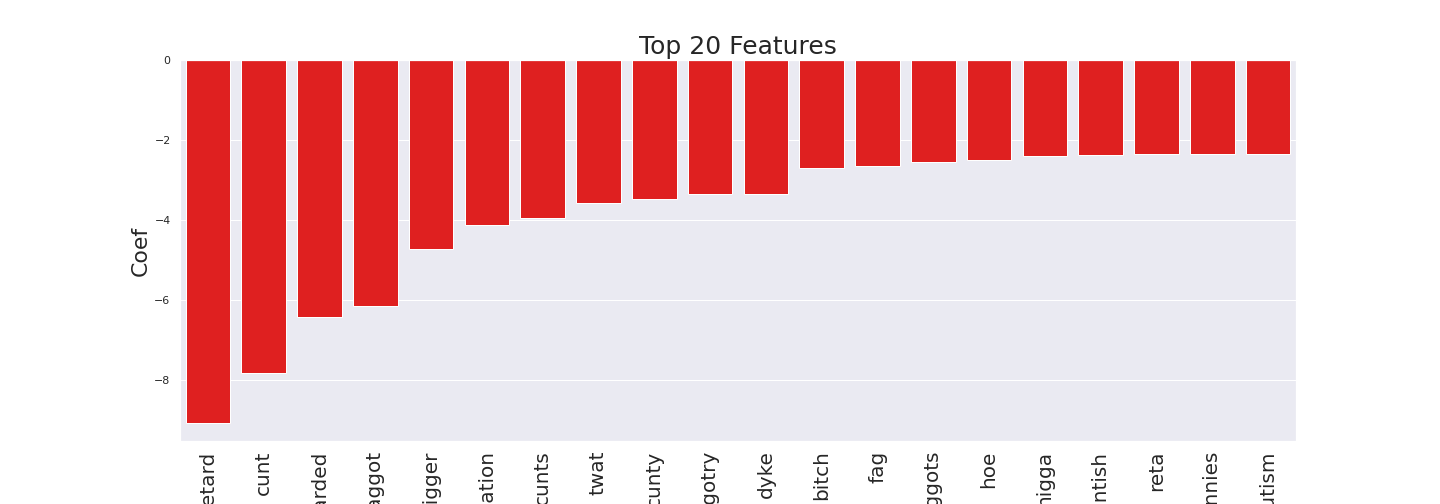 Top 20 Features
0
−2
−4
−6
−8
Coef
etard
cunt
arded
aggot
igger
ation
cunts
twat
cunty
gotry
dyke
bitch
fag
ggots
hoe
nigga
ntish
reta
nnies
utism